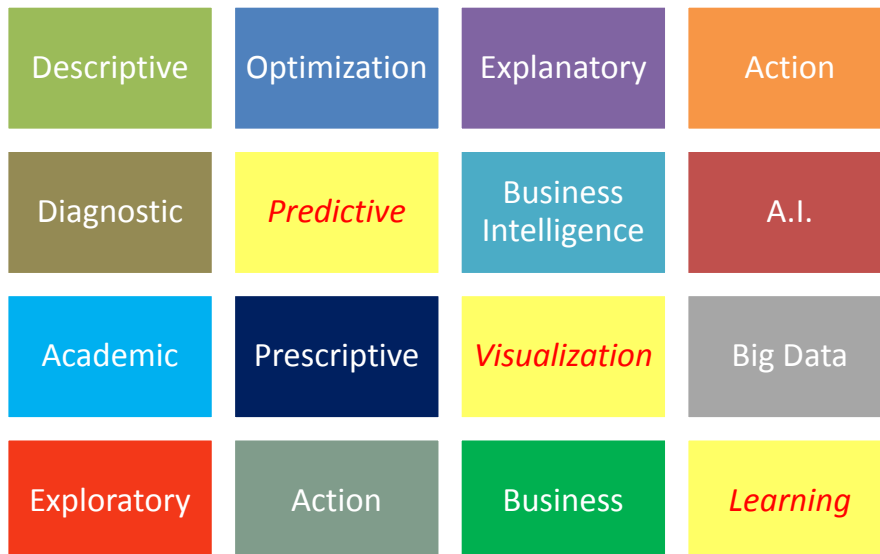 Descriptive
Optimization
Explanatory
Action
Diagnostic
Predictive
Business
Intelligence
A.I.
Academic
Prescriptive
Visualization
Big Data
Exploratory
Action
Business
Learning